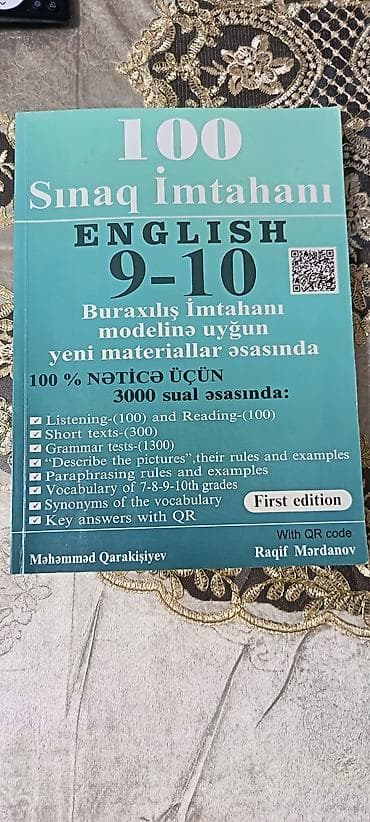 100
Sınaq İmtahanı
ENGLISH
9-10
Buraxılış İmtahanı
modelinə uyğun
yeni materiallar əsasında
100 % NƏTİCƏ ÜÇÜN
3000 sual əsasında:
Listening-(100) and Reading-(100)
Short texts-(300)
Grammar tests-(1300)
“Describe the pictures”,their rules and examples
Paraphrasing rules and examples
Vocabulary of 7-8-9-10th grades
Synonyms of the vocabulary
Key answers with QR
First edition
With QR code
Məhəmməd Qarakişiyev
Raqif Mərdanov